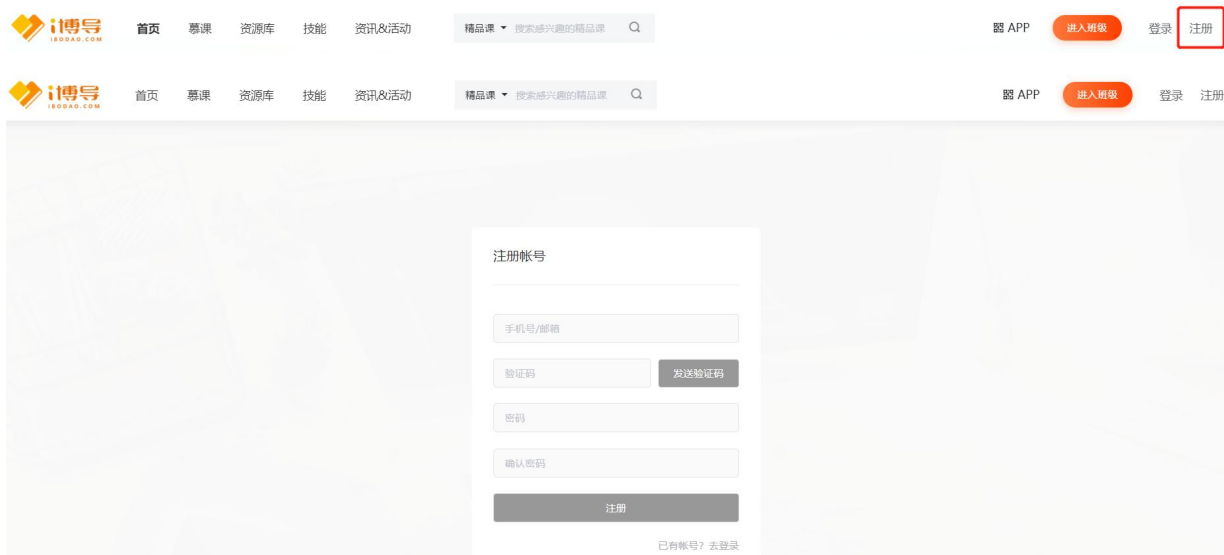 i博导 首页 慕课 资源库 技能 资讯&活动 精品课 搜索感兴趣的精品课 APP 进入班级 登录 注册
IBODAO.COM
i博导 首页 慕课 资源库 技能 资讯&活动 精品课 搜索感兴趣的精品课 APP 进入班级 登录 注册
IBODAO.COM
注册帐号
手机号/邮箱
验证码 发送验证码
密码
确认密码
注册
已有帐号？去登录